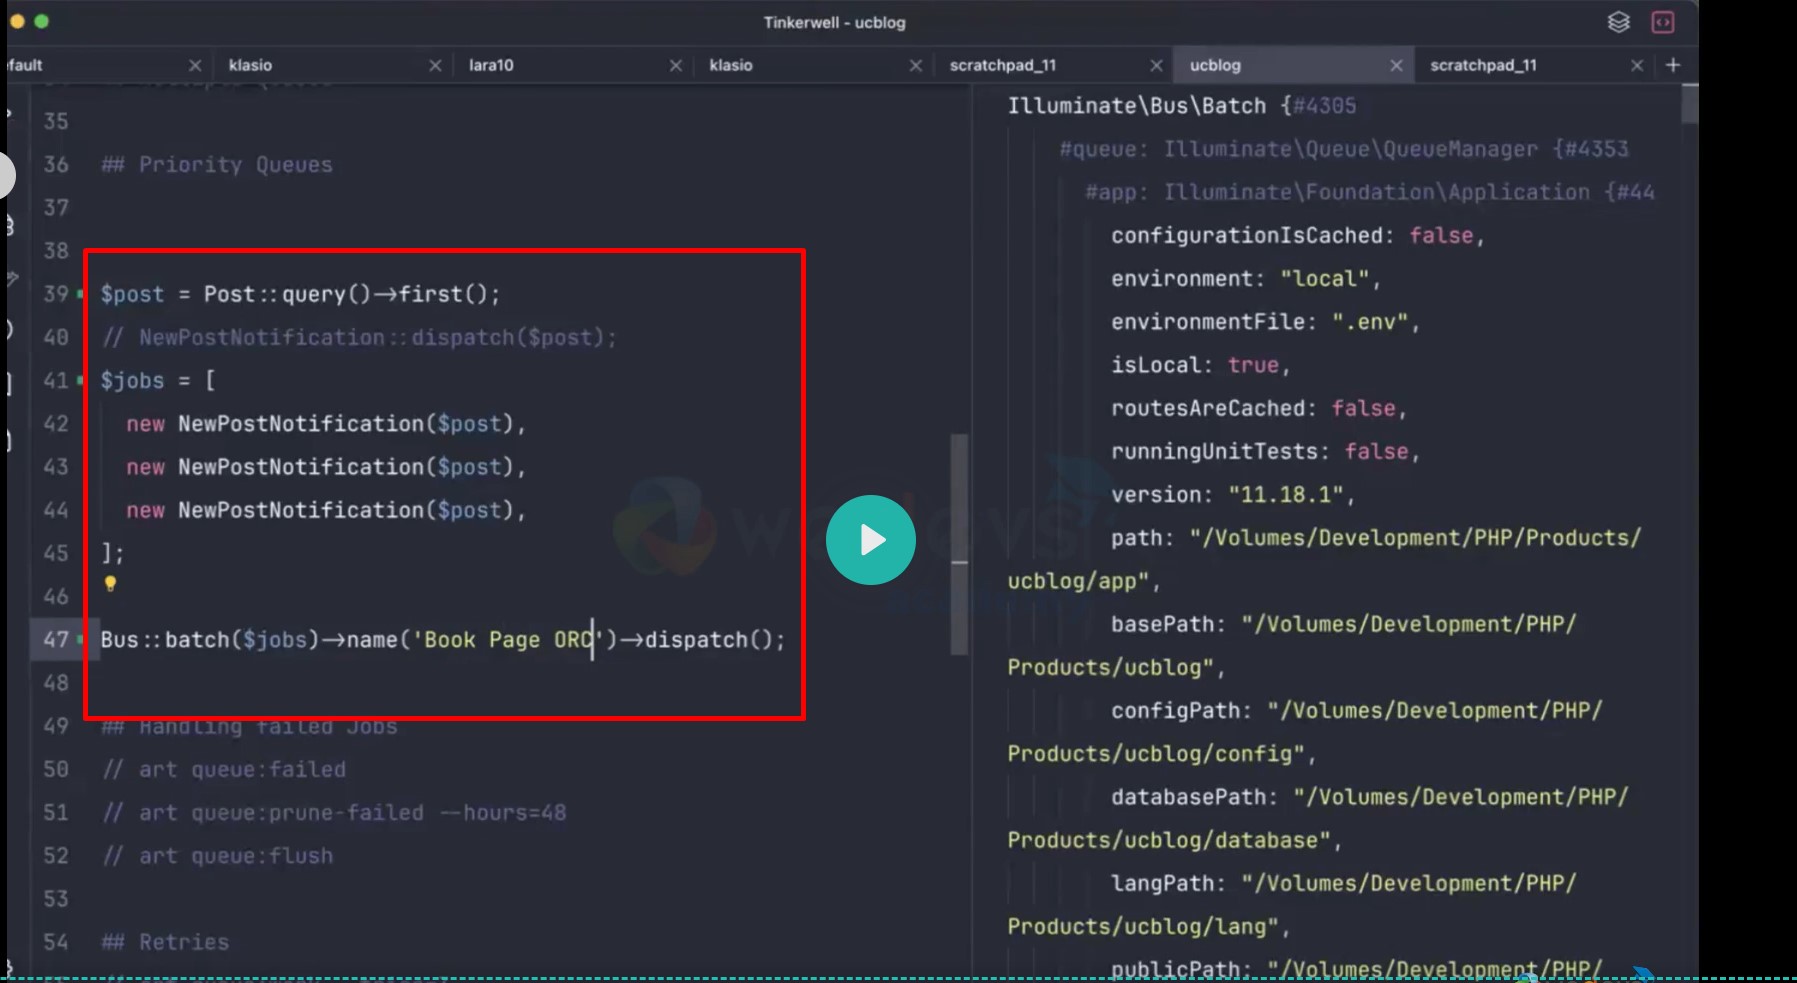 Tinkerwell - ucblog
fault
klasio
lara10
klasio
scratchpad_11
ucblog
scratchpad_11
35
36 ## Priority Queues
37
38
39 $post = Post::query()->first();
40 // NewPostNotification::dispatch($post);
41 $jobs = [
42 new NewPostNotification($post),
43 new NewPostNotification($post),
44 new NewPostNotification($post),
45 ];
46
47 Bus::batch($jobs)->name('Book Page ORC')->dispatch();
48
49 ## Handling failed Jobs
50 // art queue:failed
51 // art queue:prune-failed --hours=48
52 // art queue:flush
53
54 ## Retries
Illuminate\Bus\Batch {#4305
#queue: Illuminate\Queue\QueueManager {#4353
#app: Illuminate\Foundation\Application {#44
configurationIsCached: false,
environment: "local",
environmentFile: ".env",
isLocal: true,
routesAreCached: false,
runningUnitTests: false,
version: "11.18.1",
path: "/Volumes/Development/PHP/Products/
ucblog/app",
basePath: "/Volumes/Development/PHP/
Products/ucblog",
configPath: "/Volumes/Development/PHP/
Products/ucblog/config",
databasePath: "/Volumes/Development/PHP/
Products/ucblog/database",
langPath: "/Volumes/Development/PHP/
Products/ucblog/lang",
publicPath: "/Volumes/Development/PHP/